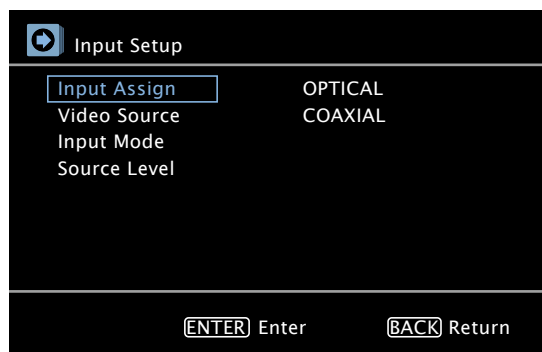 Input Setup
Input Assign OPTICAL
Video Source COAXIAL
Input Mode
Source Level
ENTER Enter BACK Return